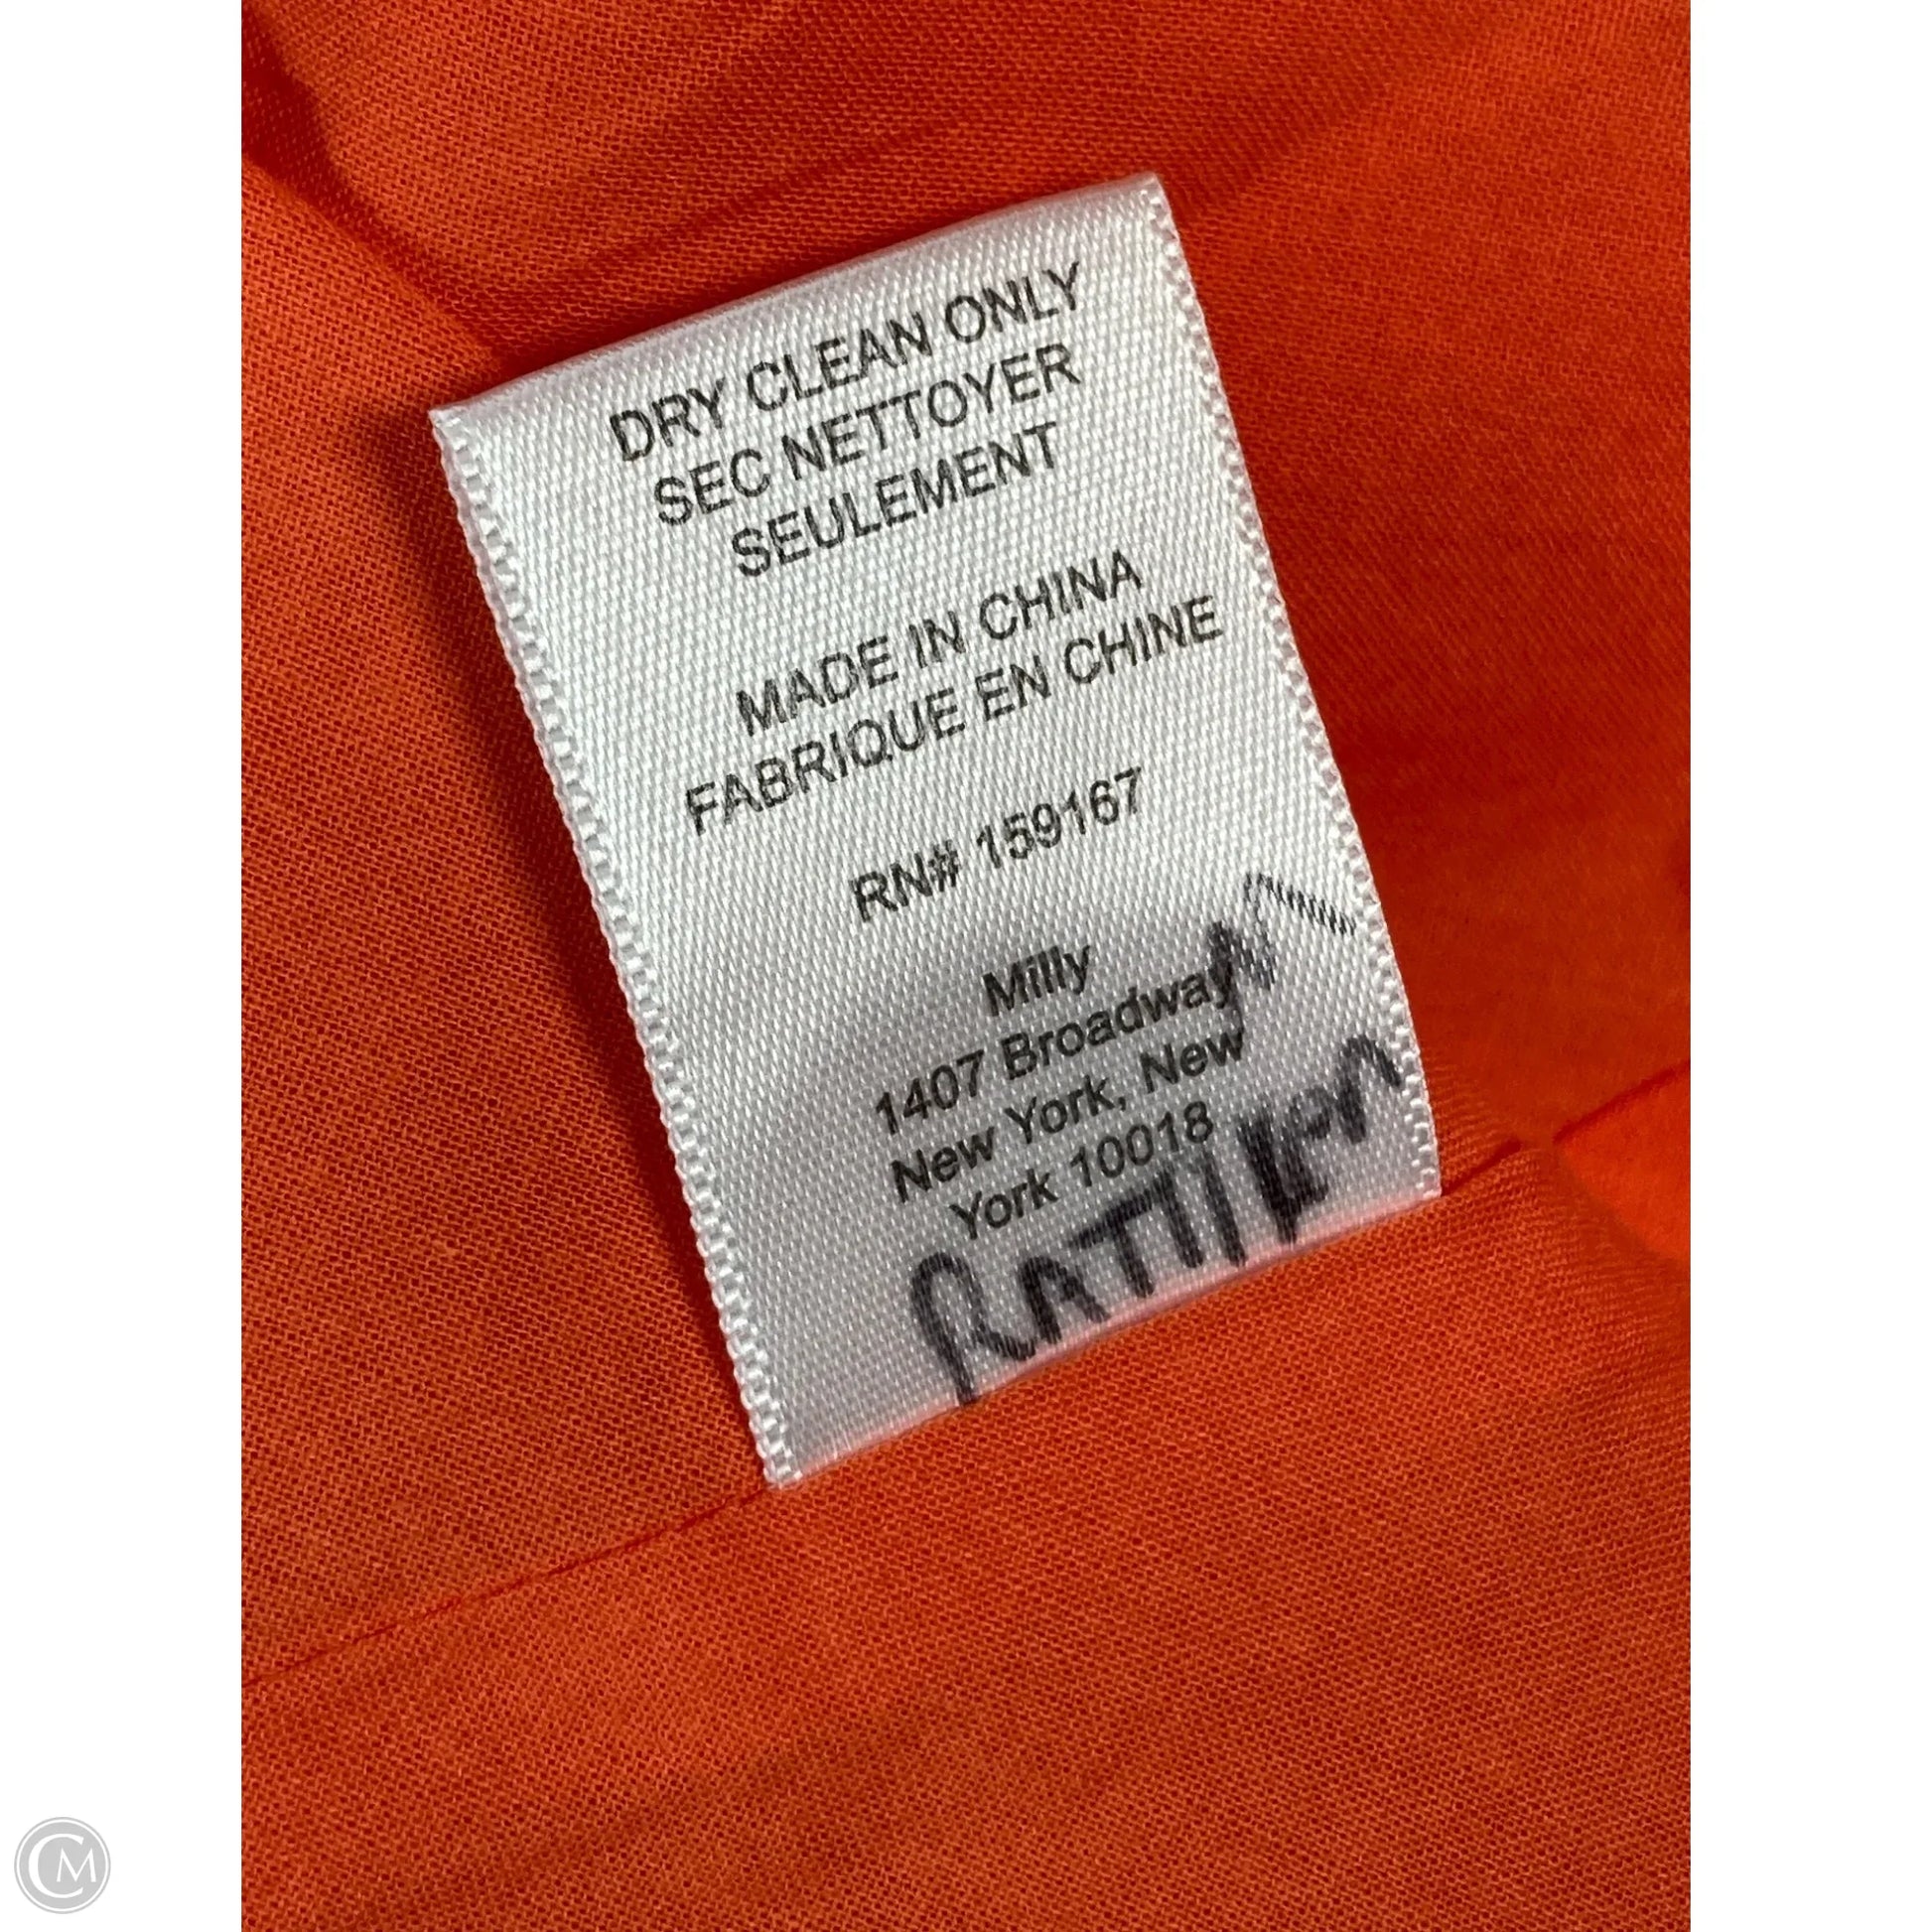 DRY CLEAN ONLY
SEC NETTOYER
SEULEMENT
MADE IN CHINA
FABRIQUE EN CHINE
RN# 159167
Milly
1407 Broadway
New York, New
York 10018
CM